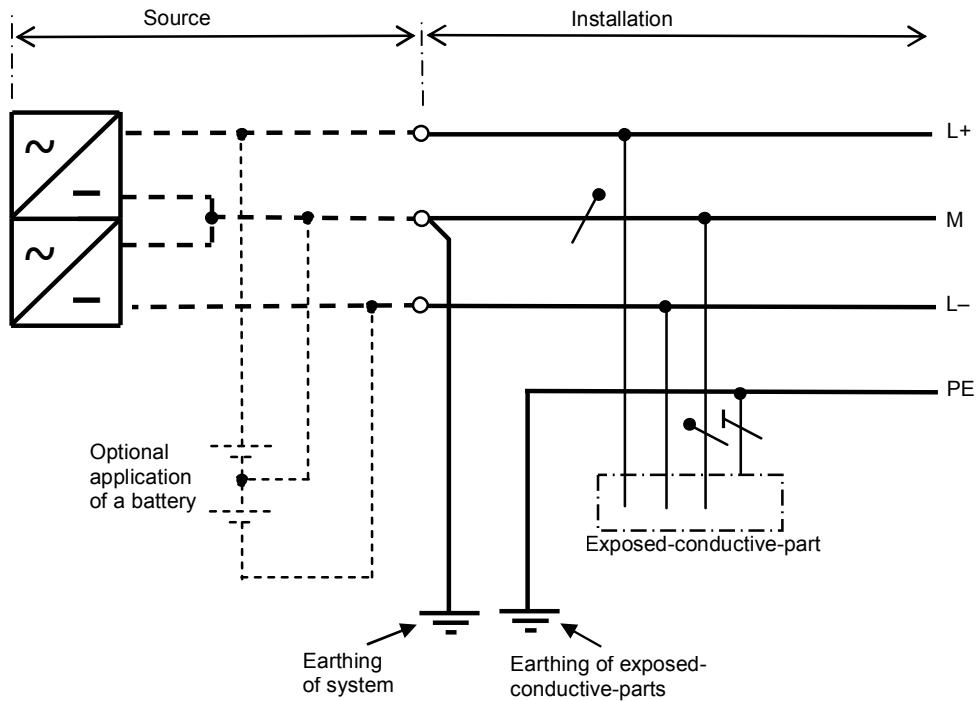 Source
Installation
L+
M
L–
PE
Optional
application
of a battery
Exposed-conductive-part
Earthing
of system
Earthing of exposed-
conductive-parts